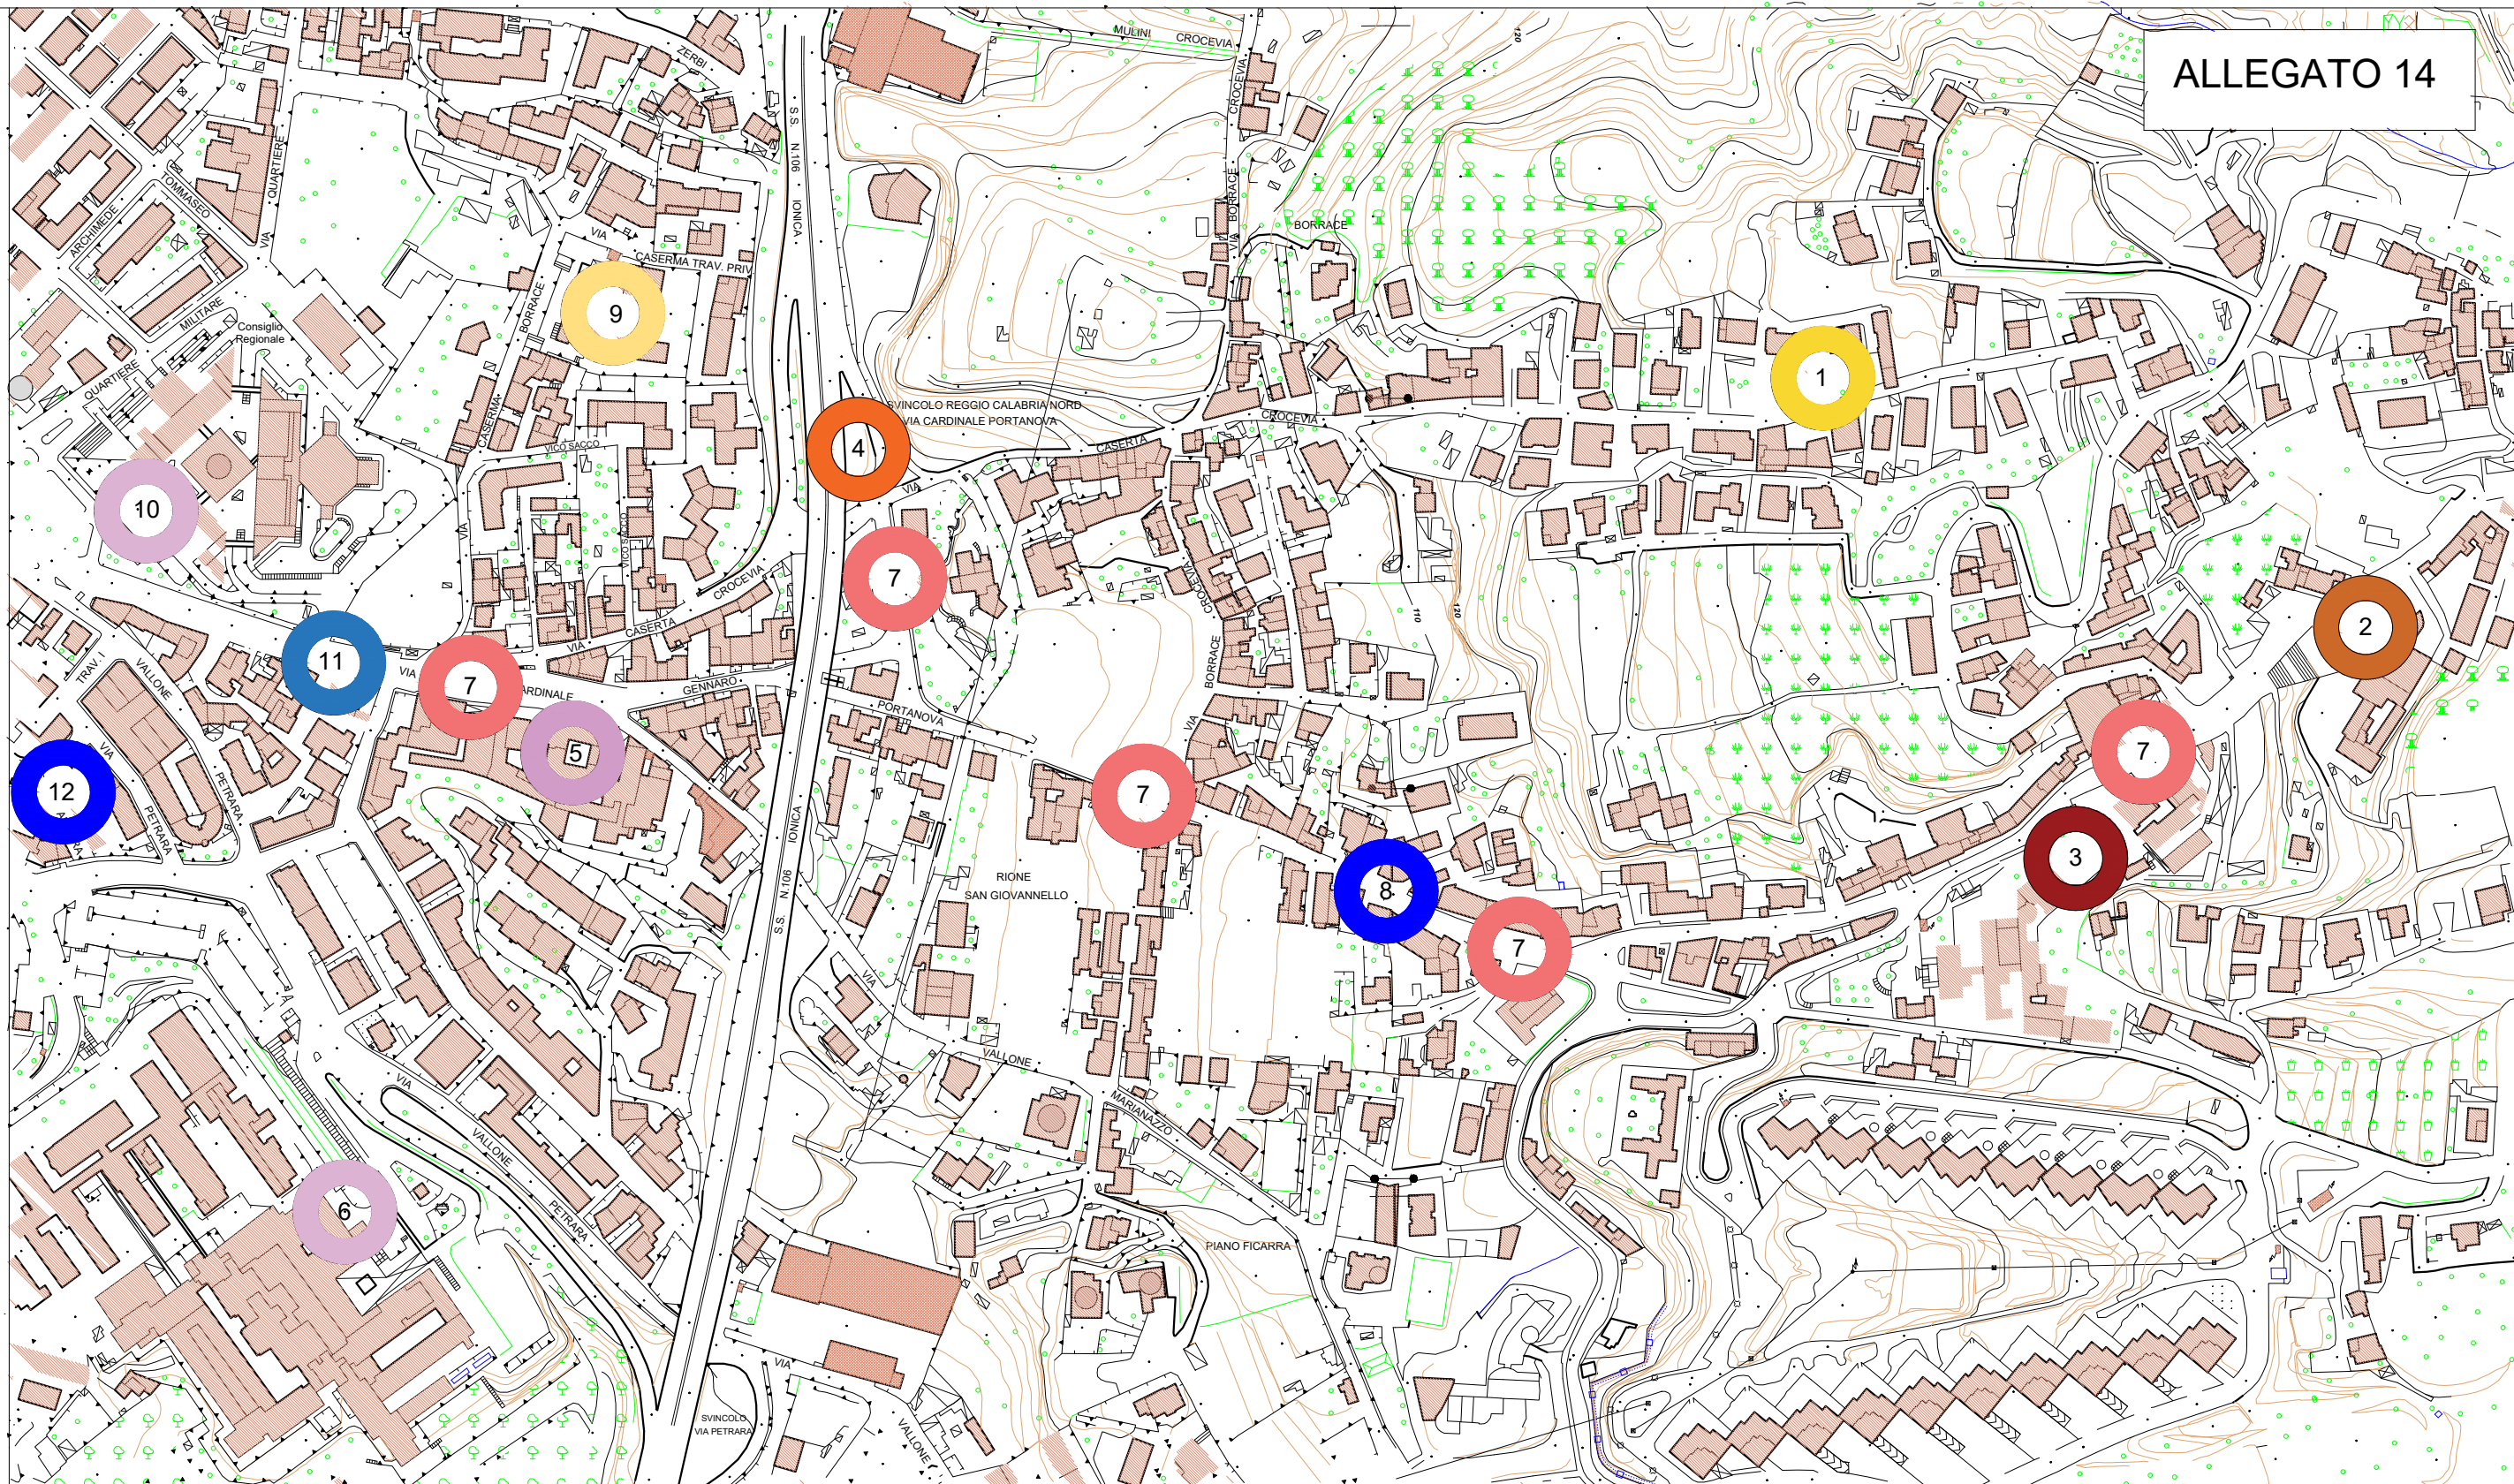 ALLEGATO 14
MULINI
CROCEVIA
ZERBI
S.S.
N.106
IONICA
120
VIA
QUARTIERE
TOMMASEO
ARCHIMEDE
MILITARE
QUARTIERE
Consiglio
Regionale
VIA
BORRACE
CROCEVIA
BORRACE
VIA
CASERMA TRAV. PRIV
VIA
CASERMA
BORRACE
9
1
SVINCOLO REGGIO CALABRIA NORD
VIA CARDINALE PORTANOVA
4
CROCEVIA
CASERTA
VIA
VICO SACCO
VICO SACCO
10
7
CROCEVIA
BORRACE
VIA
110
120
2
VIA
CASERTA
CROCEVIA
11
VIA
7
ARDINALE
GENNARO
PORTANOVA
5
TRAV. I
VALLONE
VIA
PETRARA
PETRARA
12
7
7
3
8
7
RIONE
SAN GIOVANNELLO
S.S.
N.106
IONICA
VIA
VALLONE
MARIANAZZO
VIA
VALLONE
PETRARA
6
PIANO FICARRA
SVINCOLO
VIA PETRARA
VIA
VALLONE